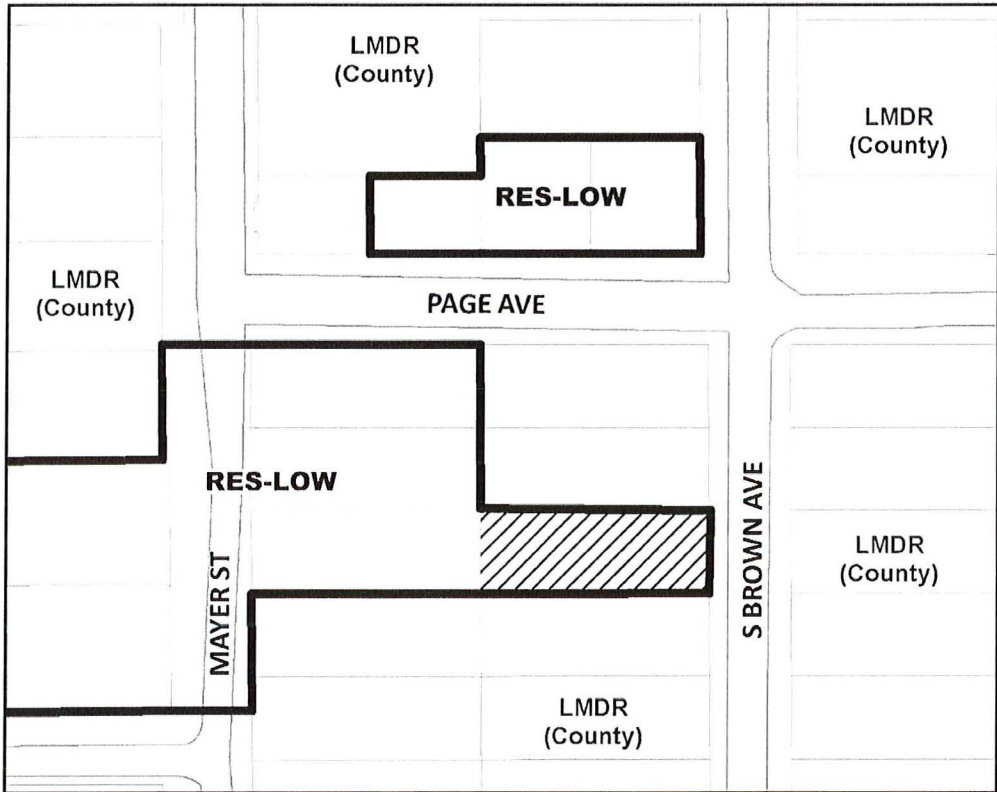 LMDR
(County)
LMDR
(County)
RES-LOW
LMDR
(County)
PAGE AVE
RES-LOW
MAYER ST
S BROWN AVE
LMDR
(County)
LMDR
(County)